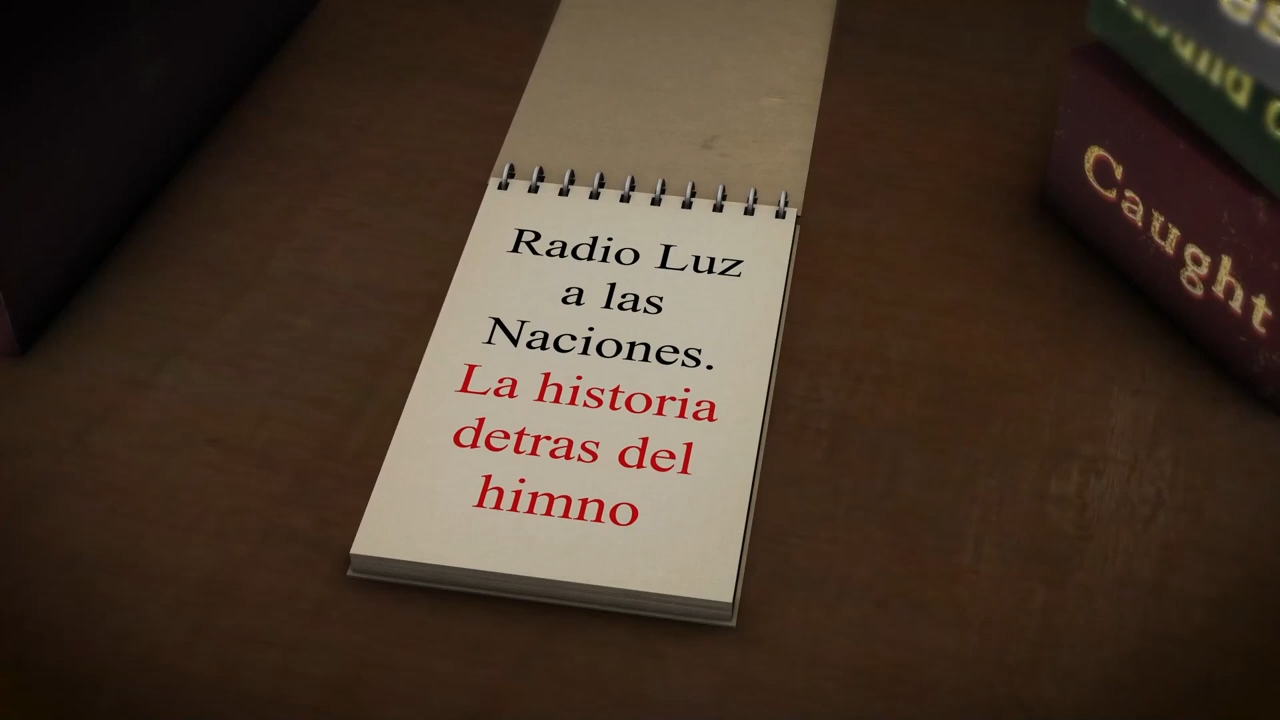 Radio Luz
a las
Naciones.
La historia
detras del
himno
Caught